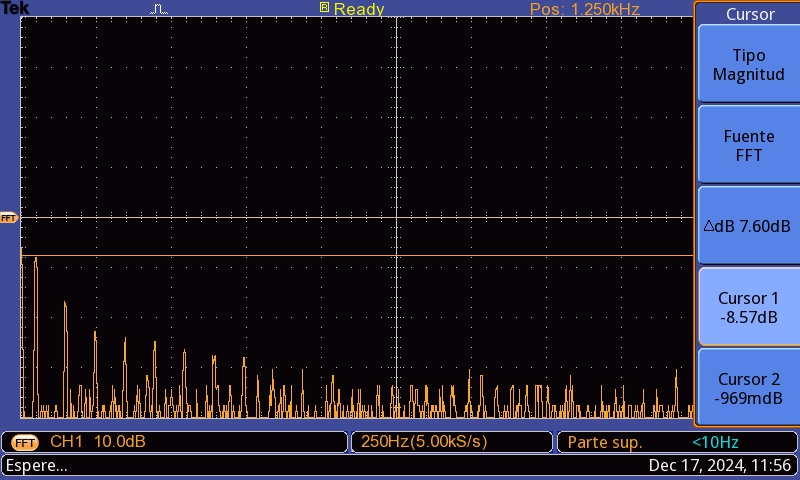 Tek
R Ready
Pos: 1.250kHz
Cursor
Tipo
Magnitud
Fuente
FFT
△dB 7.60dB
Cursor 1
-8.57dB
Cursor 2
-969mdB
FFT
FFT CH1 10.0dB
250Hz(5.00kS/s)
Parte sup. <10Hz
Espere...
Dec 17, 2024, 11:56